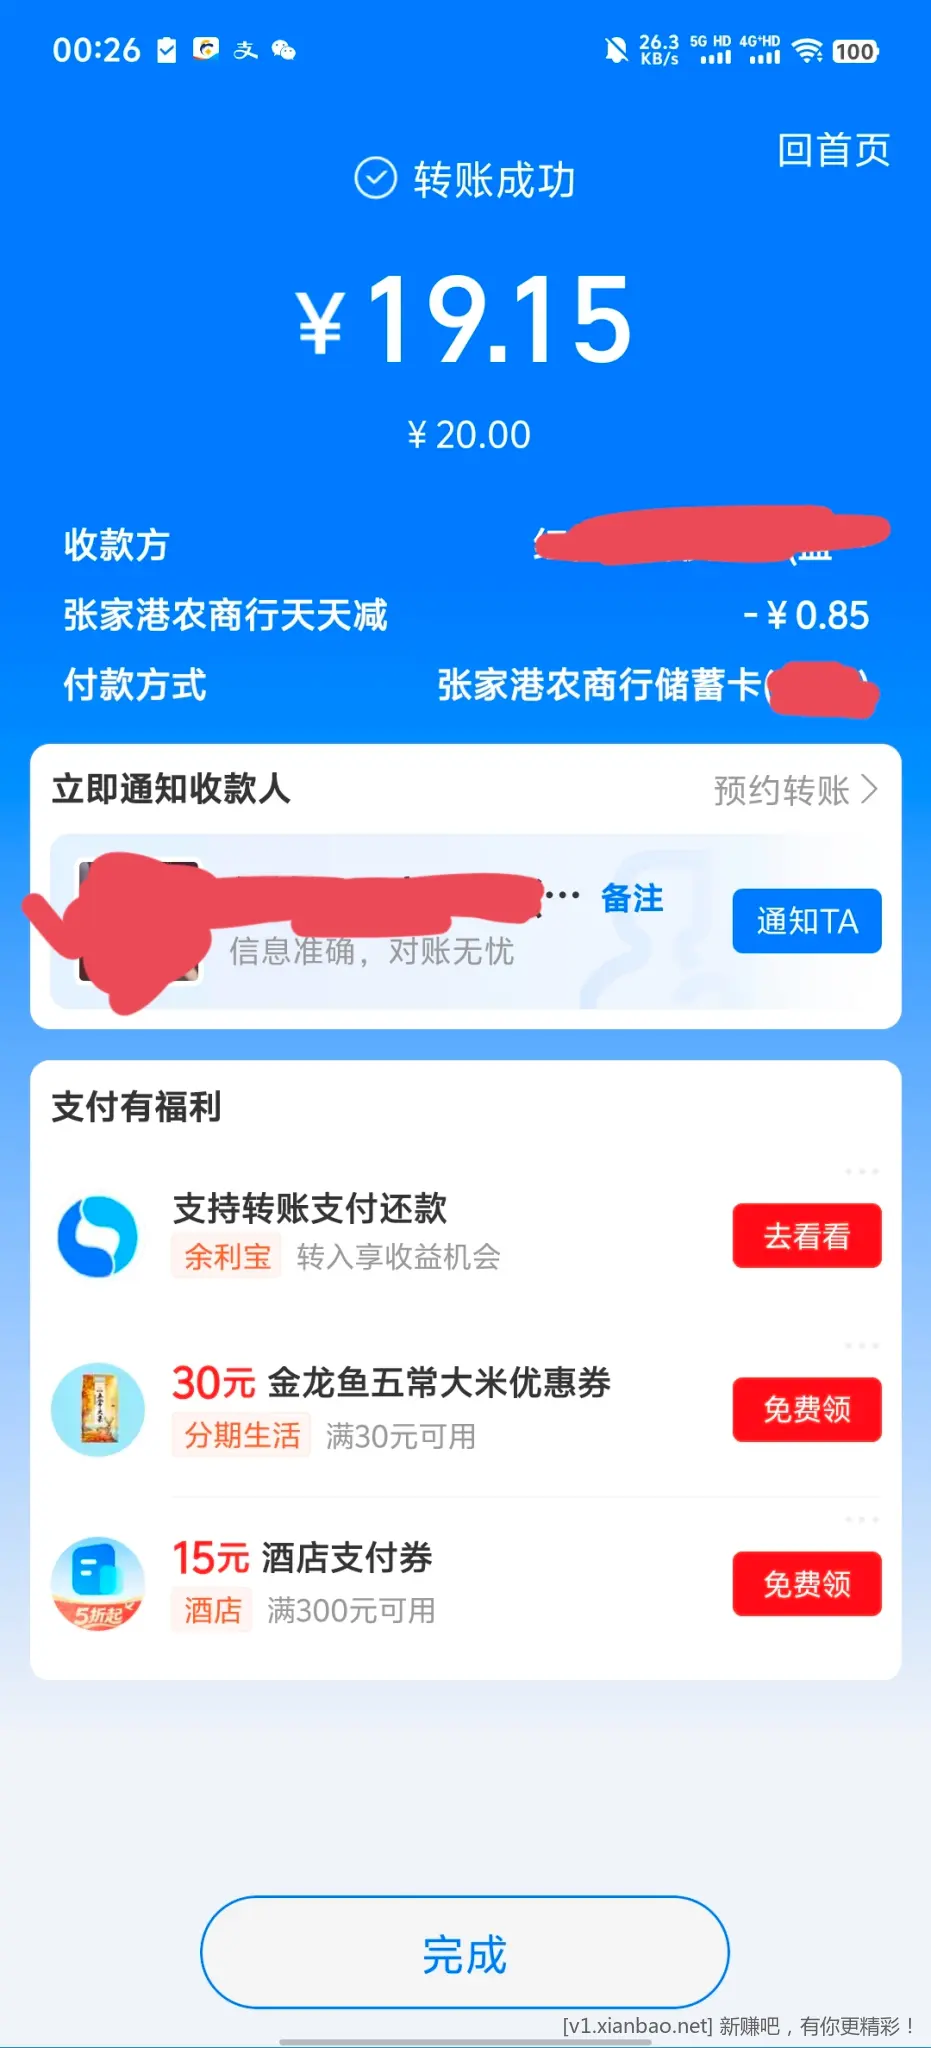 00:26
26.3 KB/s 5G HD 4G+HD 100
回首页
转账成功
¥19.15
¥20.00
收款方
张家港农商行天天减 -¥0.85
付款方式 张家港农商行储蓄卡(
立即通知收款人 预约转账
... 备注
通知TA
信息准确，对账无忧
支付有福利
支持转账支付还款
余利宝 转入享收益机会
去看看
30元 金龙鱼五常大米优惠券
分期生活 满30元可用
免费领
15元 酒店支付券
5折起
酒店 满300元可用
免费领
完成
[v1.xianbao.net] 新赚吧，有你更精彩！